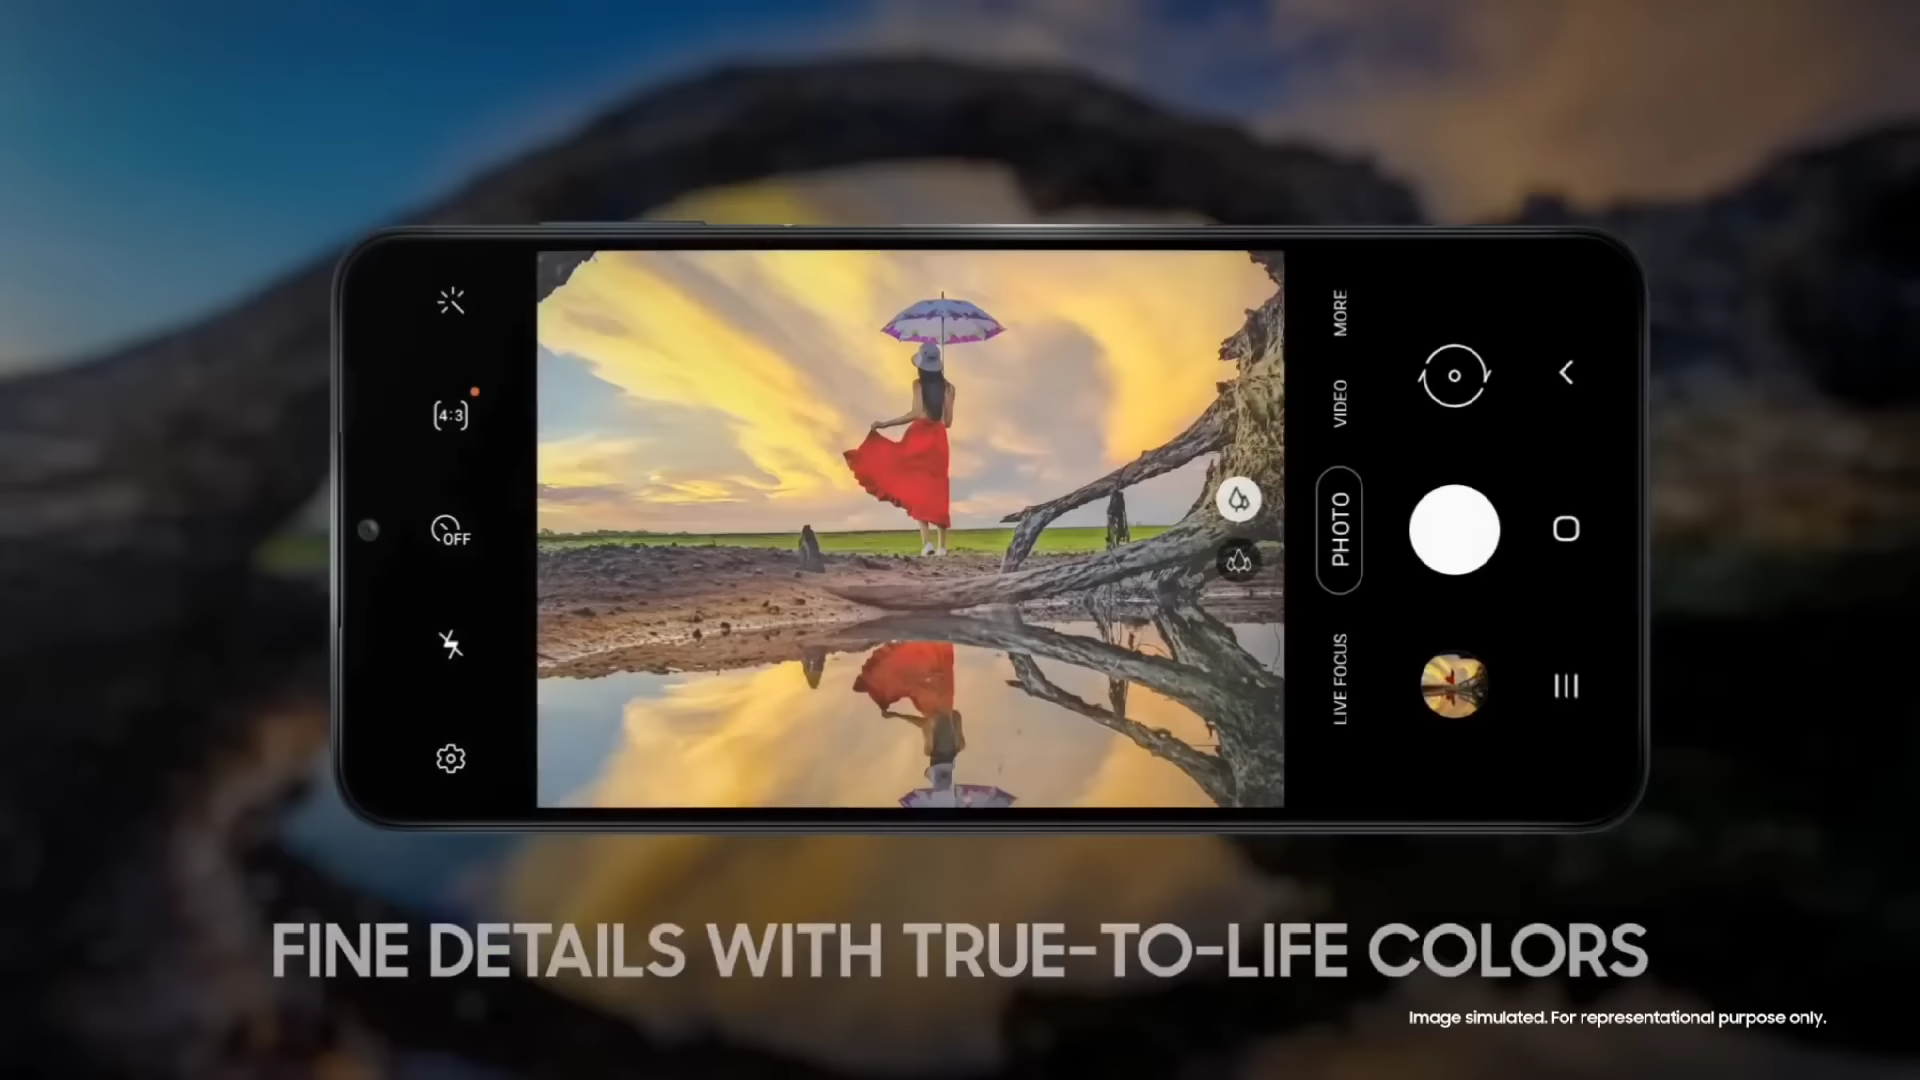 4:3
OFF
MORE
VIDEO
PHOTO
LIVE FOCUS
FINE DETAILS WITH TRUE-TO-LIFE COLORS
Image simulated. For representational purpose only.